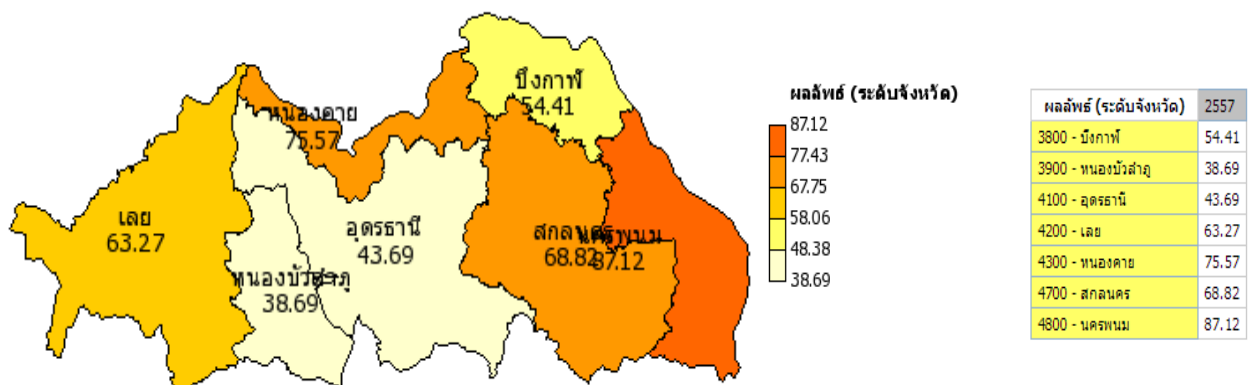 บึงกาฬ
54.41
หนองคาย
75.57
เลย
63.27
อุดรธานี
43.69
สกลนคร
68.82
นครพนม
87.12
หนองบัวลำภู
38.69
ผลลัพธ์ (ระดับจังหวัด)
87.12
77.43
67.75
58.06
48.38
38.69
ผลลัพธ์ (ระดับจังหวัด) 2557
3800 - บึงกาฬ 54.41
3900 - หนองบัวลำภู 38.69
4100 - อุดรธานี 43.69
4200 - เลย 63.27
4300 - หนองคาย 75.57
4700 - สกลนคร 68.82
4800 - นครพนม 87.12